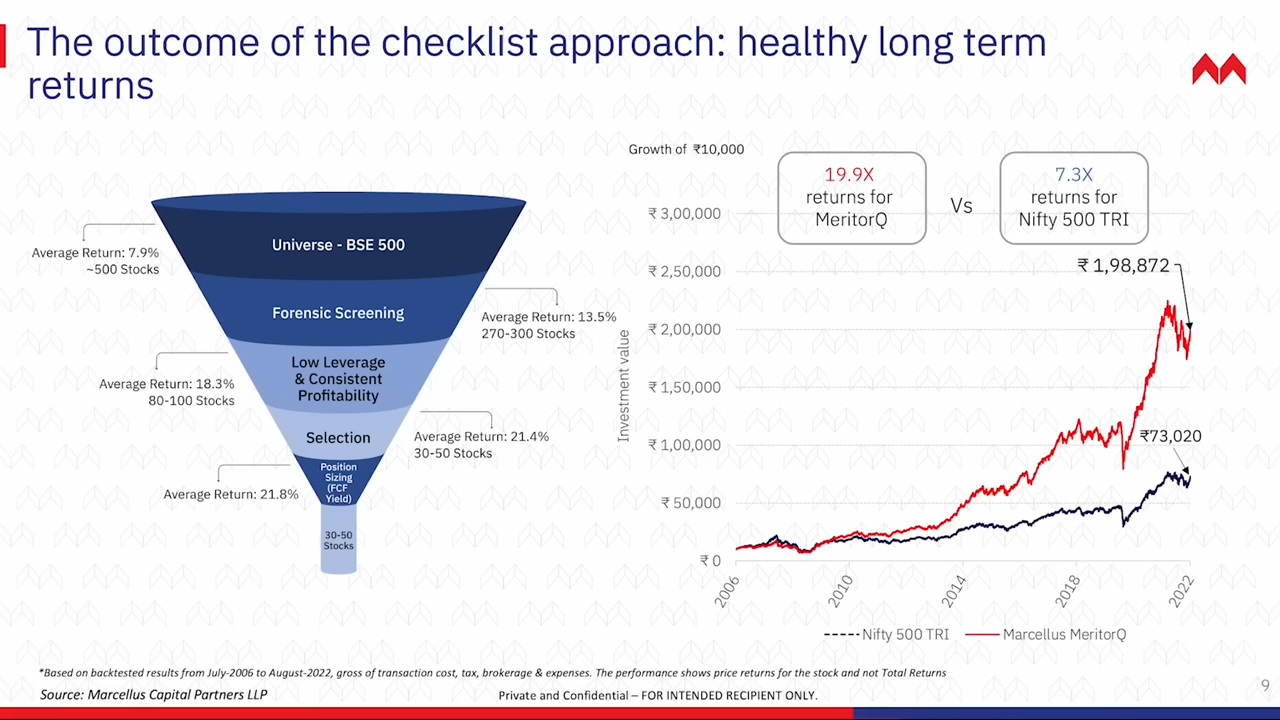 The outcome of the checklist approach: healthy long term
returns
Average Return: 7.9%
~500 Stocks
Universe - BSE 500
Forensic Screening
Average Return: 13.5%
270-300 Stocks
Low Leverage
& Consistent
Profitability
Average Return: 18.3%
80-100 Stocks
Selection
Average Return: 21.4%
30-50 Stocks
Position
Sizing
(FCF
Yield)
Average Return: 21.8%
30-50
Stocks
Growth of ₹10,000
19.9X
returns for
MeritorQ
Vs
7.3X
returns for
Nifty 500 TRI
Investment value
₹ 3,00,000
₹ 2,50,000
₹ 2,00,000
₹ 1,50,000
₹ 1,00,000
₹ 50,000
₹ 0
₹ 1,98,872
₹73,020
2006
2010
2014
2018
2022
Nifty 500 TRI
Marcellus MeritorQ
*Based on backtested results from July-2006 to August-2022, gross of transaction cost, tax, brokerage & expenses. The performance shows price returns for the stock and not Total Returns
Source: Marcellus Capital Partners LLP
Private and Confidential – FOR INTENDED RECIPIENT ONLY.
9